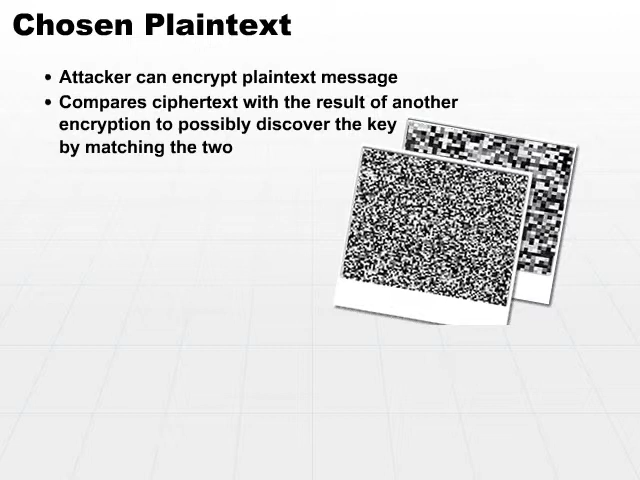 Chosen Plaintext
• Attacker can encrypt plaintext message
• Compares ciphertext with the result of another
encryption to possibly discover the key
by matching the two